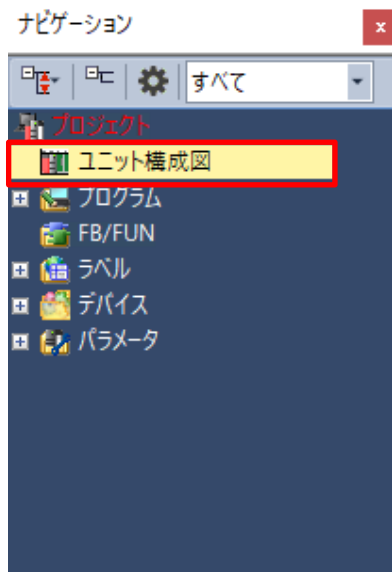 ナビゲーション
x
すべて
プロジェクト
ユニット構成図
プログラム
FB/FUN
ラベル
デバイス
パラメータ